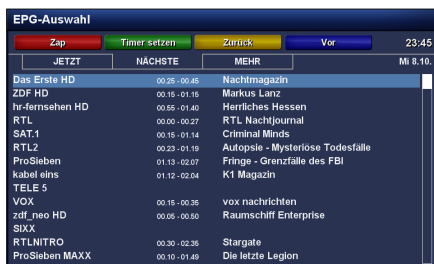 EPG-Auswahl
Zap Timer setzen Zurück Vor 23:45
JETZT NÄCHSTE MEHR Mi 8.10.
Das Erste HD 00.25 - 00.45 Nachtmagazin
ZDF HD 00.15 - 01.15 Markus Lanz
hr-fernsehen HD 00.55 - 01.40 Herrliches Hessen
RTL 00.00 - 00.27 RTL Nachtjournal
SAT.1 00.15 - 01.14 Criminal Minds
RTL2 00.23 - 01.19 Autopsie - Mysteriöse Todesfälle
ProSieben 01.13 - 02.07 Fringe - Grenzfälle des FBI
kabel eins 01.12 - 02.04 K1 Magazin
TELE 5
VOX 00.15 - 00.35 vox nachrichten
zdf_neo HD 00.05 - 00.50 Raumschiff Enterprise
SIXX
RTLNITRO 00.30 - 02.35 Stargate
ProSieben MAXX 00.10 - 01.49 Die letzte Legion